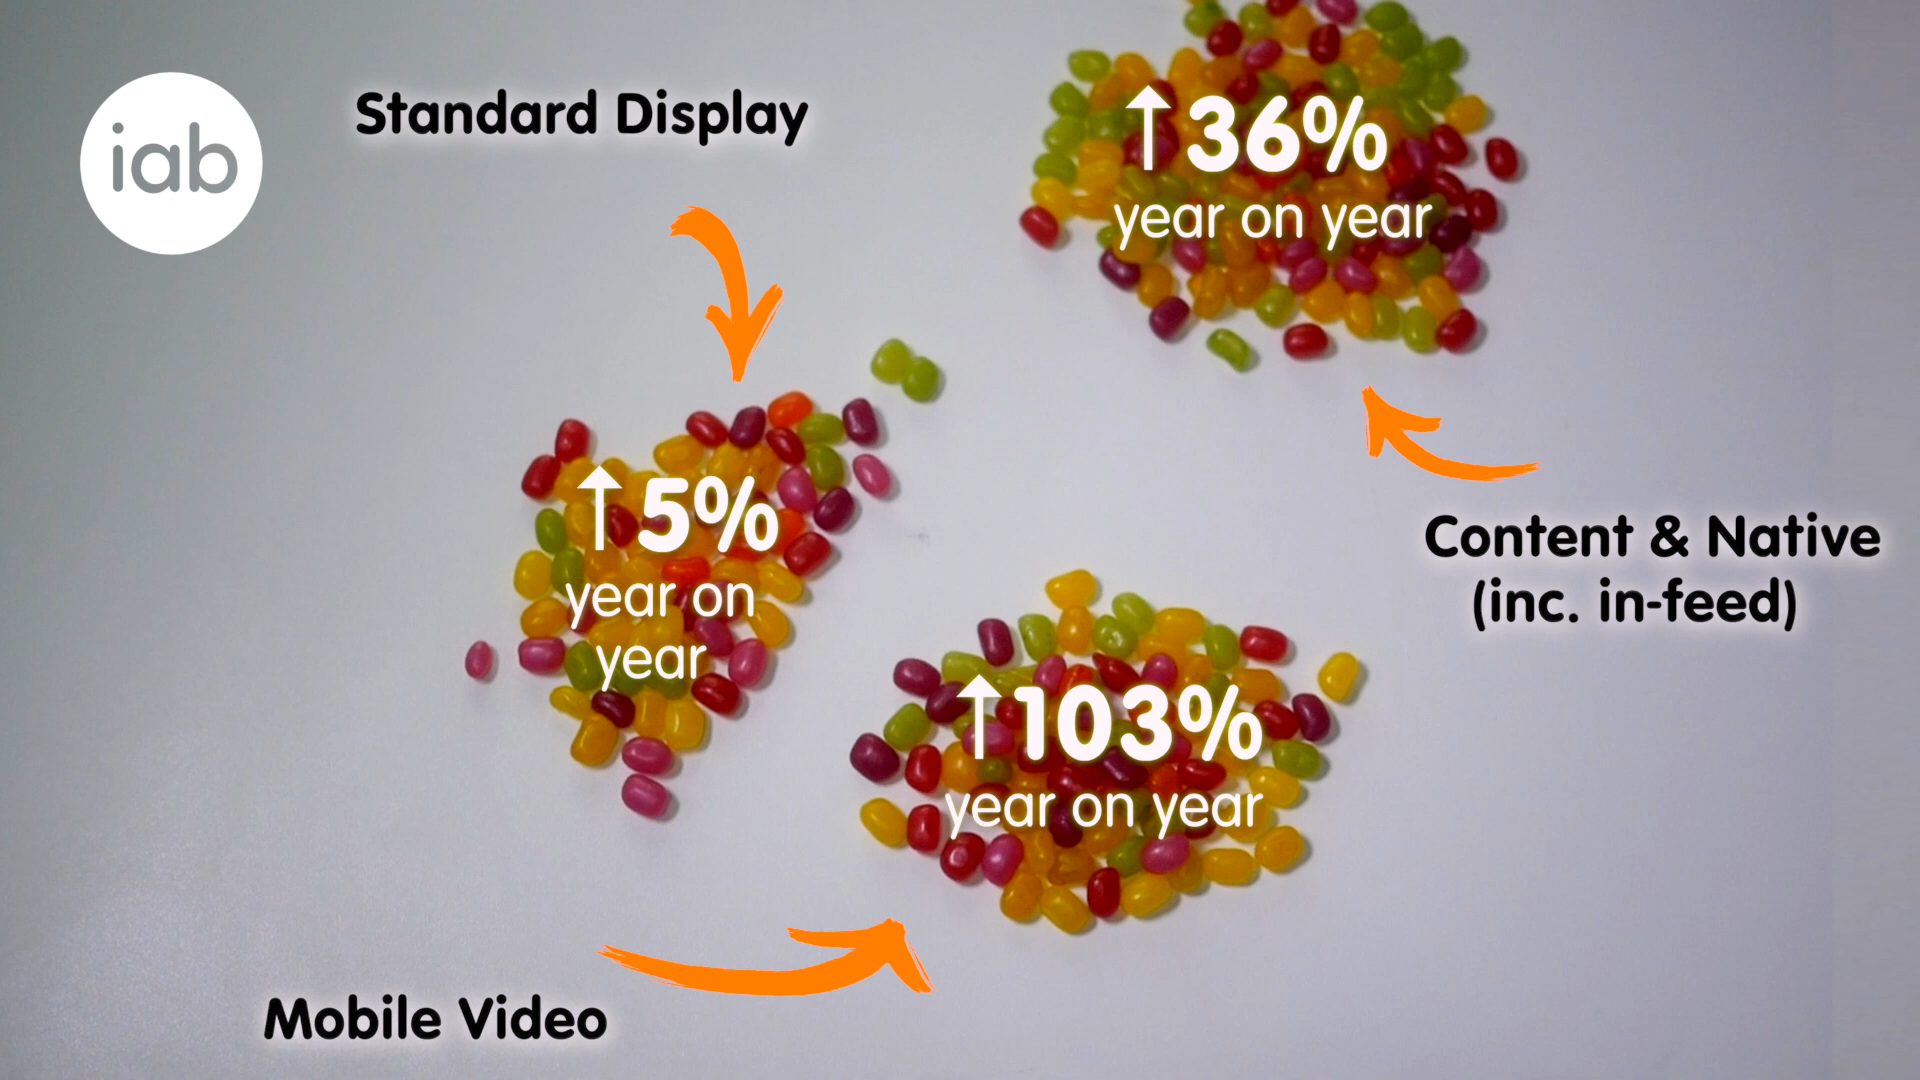 iab
Standard Display
↑36%
year on year
↑5%
year on
year
Content & Native
(inc. in-feed)
↑103%
year on year
Mobile Video